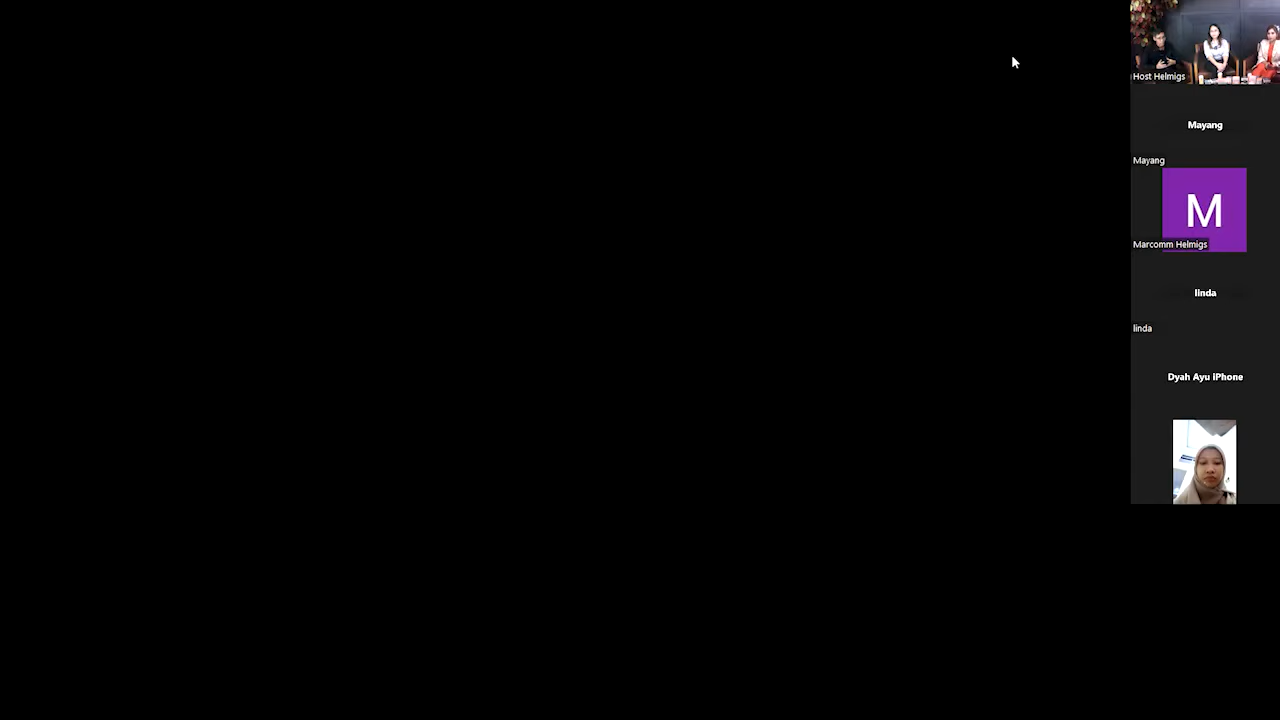 Host Helmigs
Mayang
Mayang
M
Marcomm Helmigs
linda
linda
Dyah Ayu iPhone